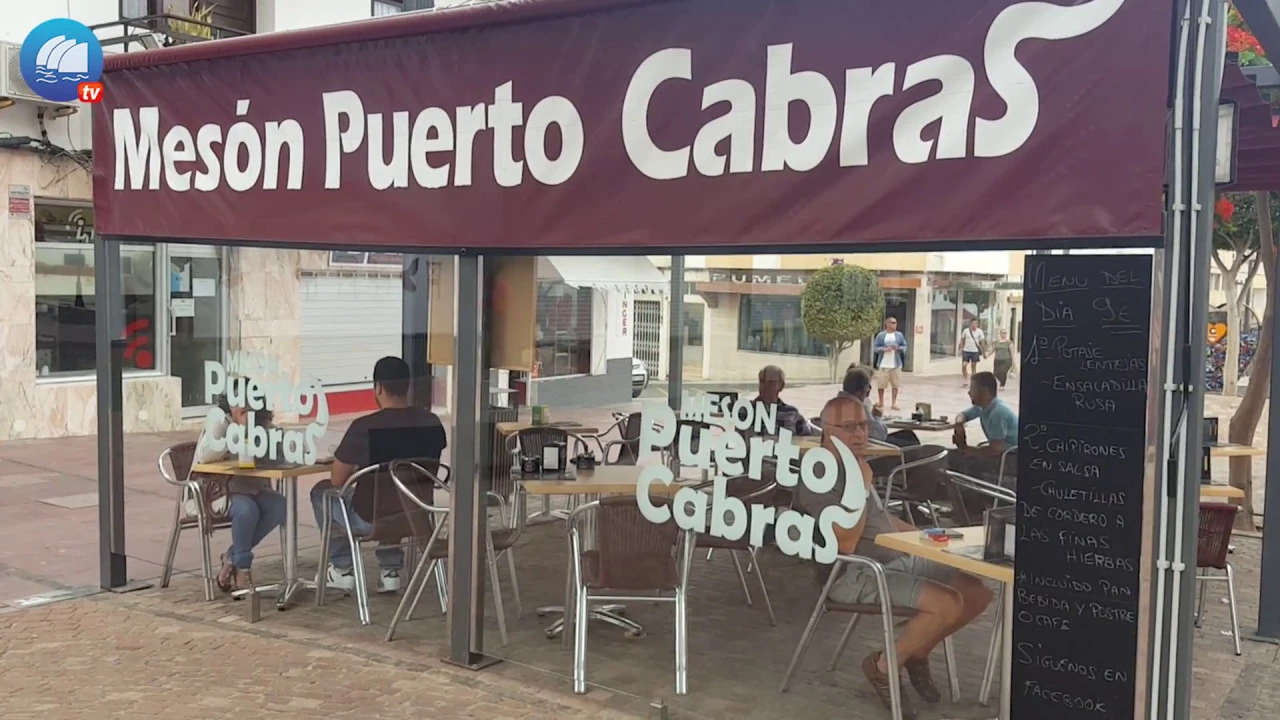 tv
Mesón Puerto Cabras
PUMEL
MESÓN
Puerto
Cabras
MESON
Puerto
Cabras
MENU DEL
DIA 9€
1º POTAJE
LENTEJAS
-ENSALADILLA
RUSA
2º CHIPIRONES
EN SALSA
-CHULETILLAS
DE CORDERO A
LAS FINAS
HIERBAS
*INCLUIDO PAN
BEBIDA Y POSTRE
O CAFE
SIGUENOS EN
FACEBOOK